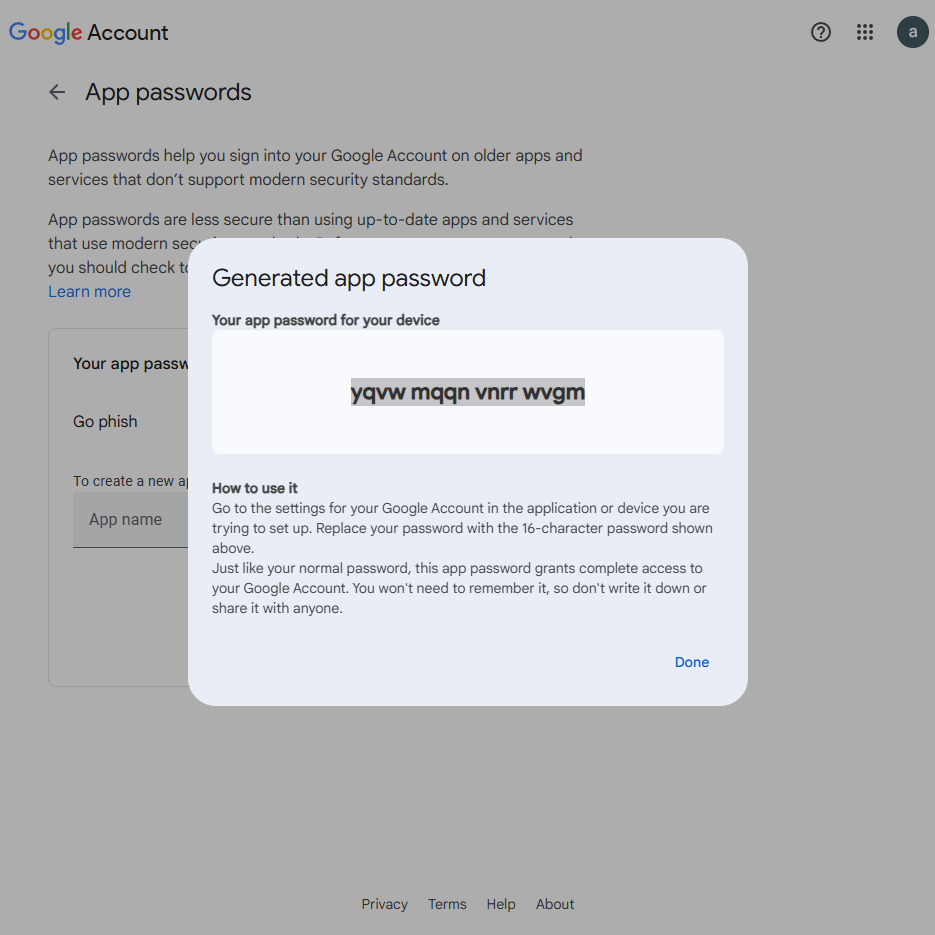 Google Account
a
App passwords
App passwords help you sign into your Google Account on older apps and
services that don’t support modern security standards.
App passwords are less secure than using up-to-date apps and services
that use modern
you should check
Learn more
Your app
Go phish
To create a new
App name
Generated app password
Your app password for your device
yqvw mqqn vnrr wvgm
How to use it
Go to the settings for your Google Account in the application or device you are
trying to set up. Replace your password with the 16-character password shown
above.
Just like your normal password, this app password grants complete access to
your Google Account. You won't need to remember it, so don't write it down or
share it with anyone.
Done
Privacy Terms Help About